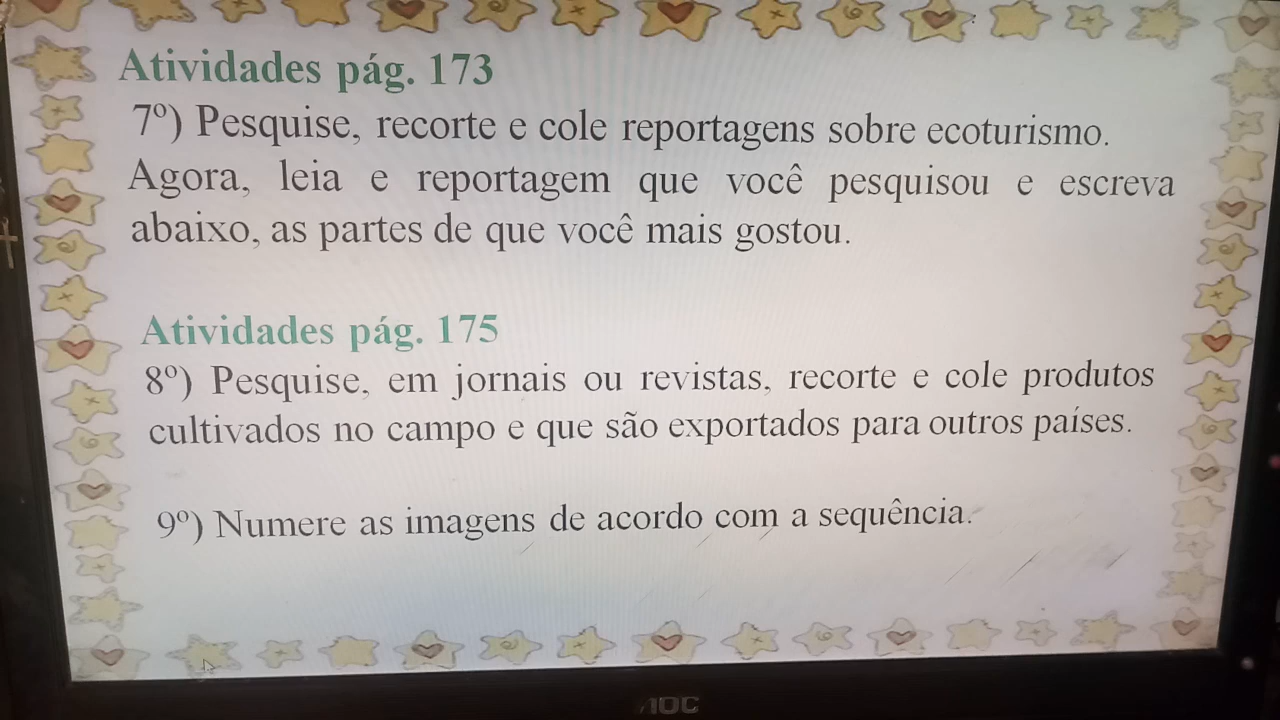 Atividades pág. 173
7º) Pesquise, recorte e cole reportagens sobre ecoturismo.
Agora, leia e reportagem que você pesquisou e escreva
abaixo, as partes de que você mais gostou.
Atividades pág. 175
8º) Pesquise, em jornais ou revistas, recorte e cole produtos
cultivados no campo e que são exportados para outros países.
9º) Numere as imagens de acordo com a sequência.
AOC